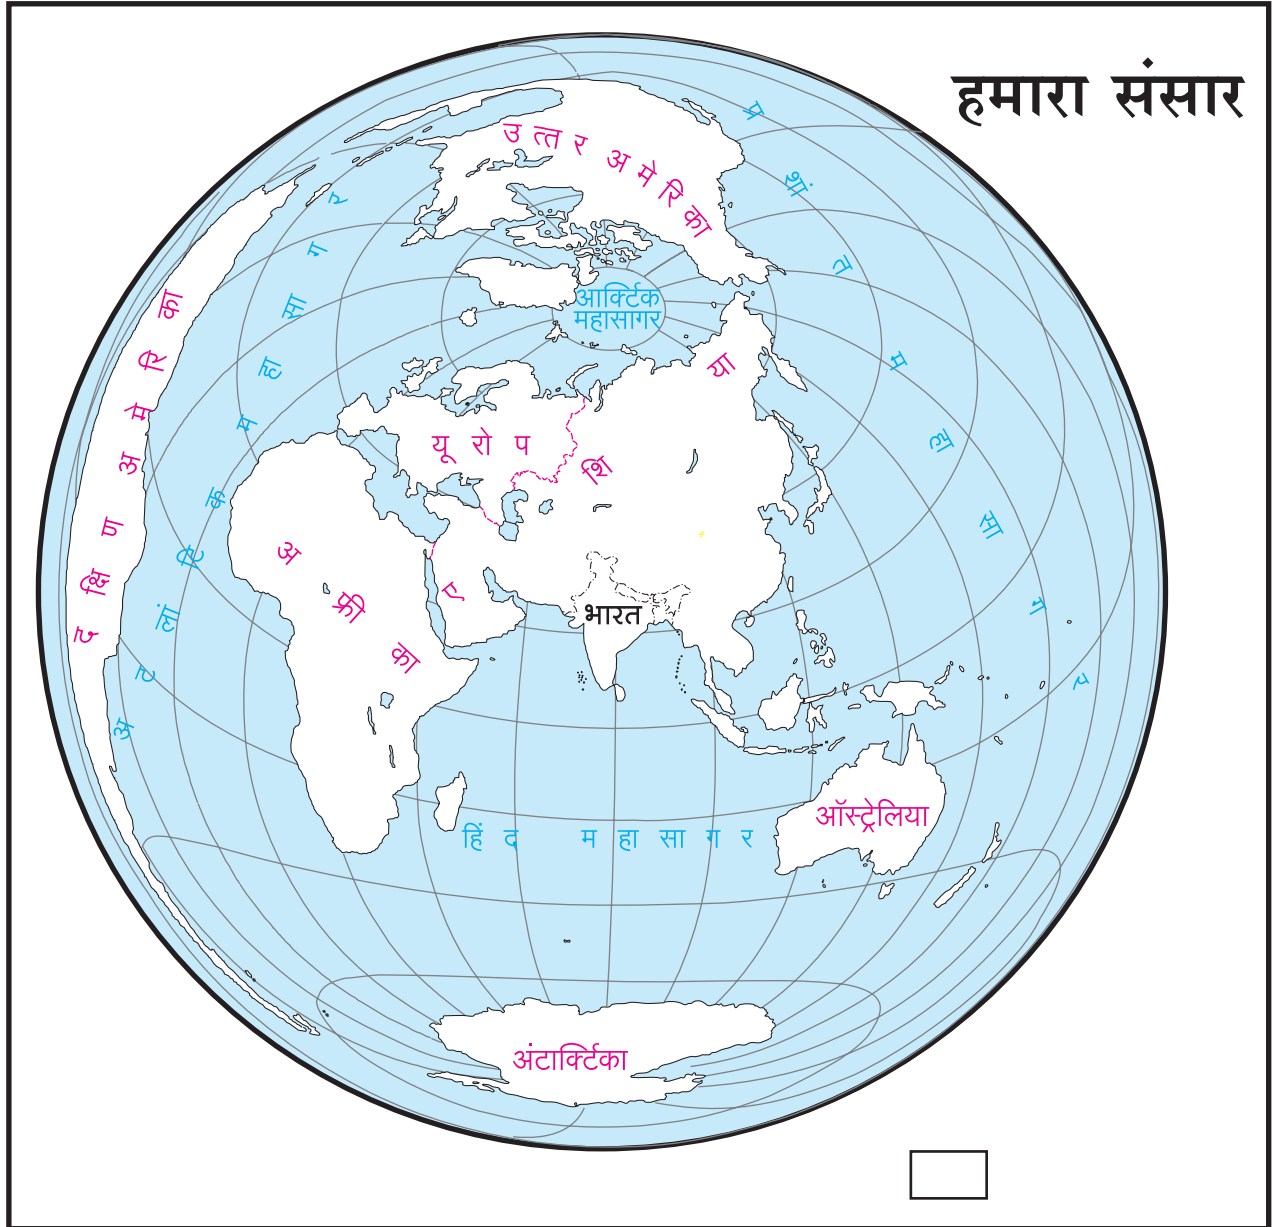 हमारा संसार
उत्तर अमेरिका
प्रशांत महासागर
आर्क्टिक
महासागर
दक्षिण अमेरिका
अटलांटिक महासागर
यूरोप
एशिया
अफ्रीका
भारत
ऑस्ट्रेलिया
हिंद महासागर
अंटार्क्टिका